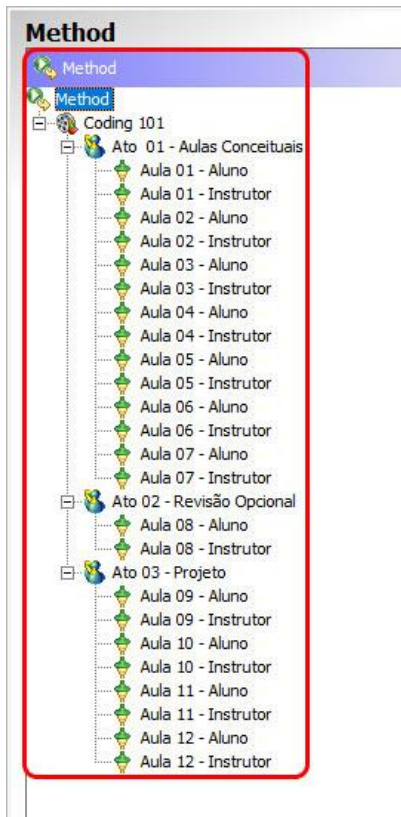 Method
Method
Method
Coding 101
Ato 01 - Aulas Conceituais
Aula 01 - Aluno
Aula 01 - Instrutor
Aula 02 - Aluno
Aula 02 - Instrutor
Aula 03 - Aluno
Aula 03 - Instrutor
Aula 04 - Aluno
Aula 04 - Instrutor
Aula 05 - Aluno
Aula 05 - Instrutor
Aula 06 - Aluno
Aula 06 - Instrutor
Aula 07 - Aluno
Aula 07 - Instrutor
Ato 02 - Revisão Opcional
Aula 08 - Aluno
Aula 08 - Instrutor
Ato 03 - Projeto
Aula 09 - Aluno
Aula 09 - Instrutor
Aula 10 - Aluno
Aula 10 - Instrutor
Aula 11 - Aluno
Aula 11 - Instrutor
Aula 12 - Aluno
Aula 12 - Instrutor